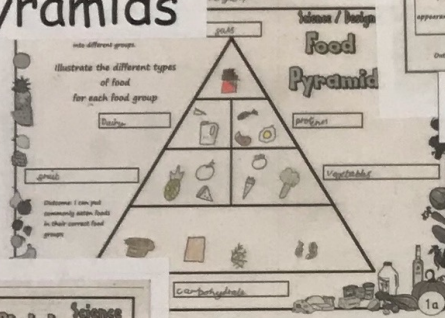 yramids
into different groups.
Illustrate the different types
of food
for each food group
Science / Design
Food
Pyramid
Dairy
protein
fruit
Vegetables
Outcome: I can put
commonly eaten foods
in their correct food
groups
carbohydrate
Science
1a